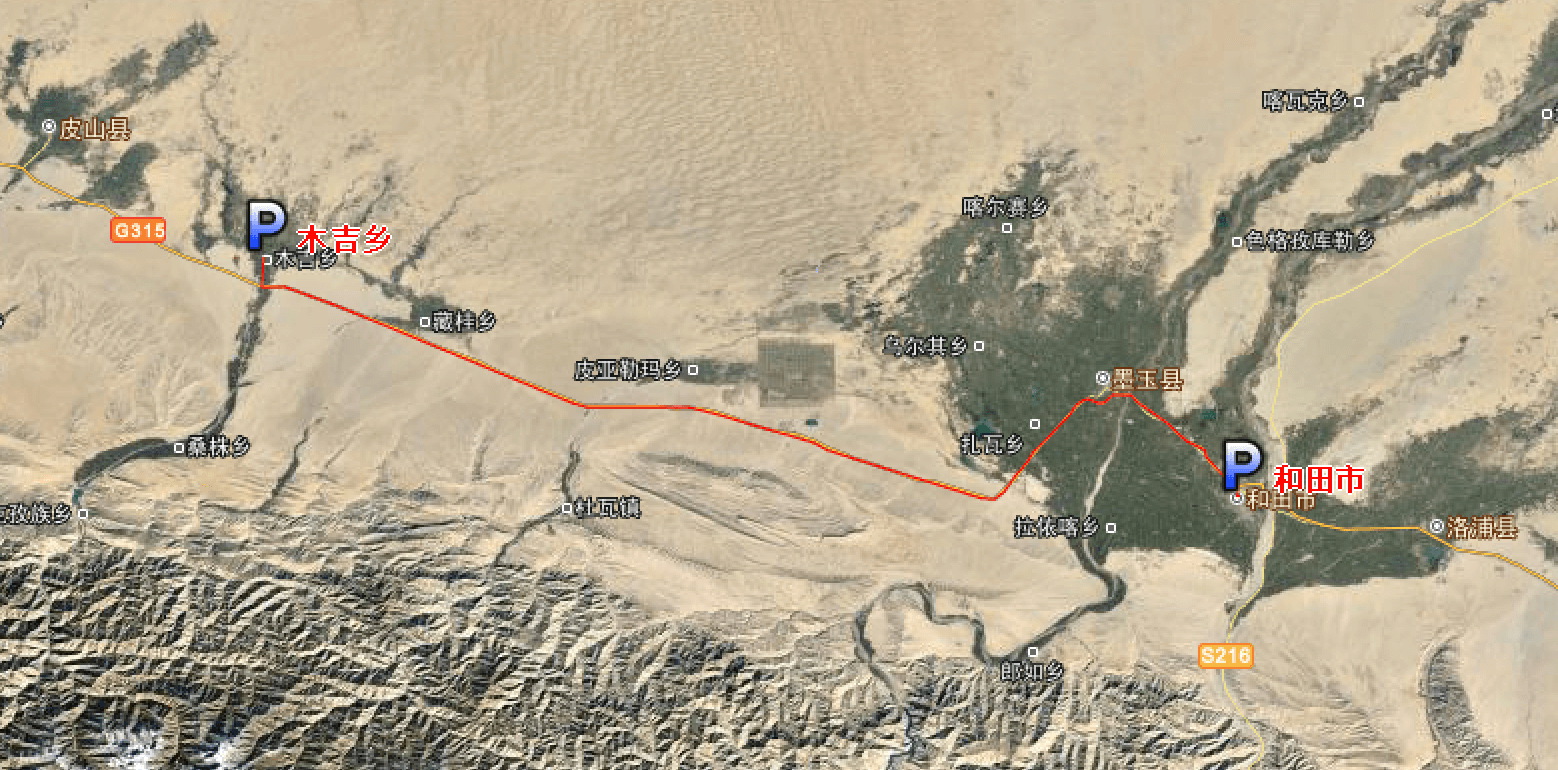 喀瓦克乡
皮山县
喀尔赛乡
P
G315
木吉乡
色格孜库勒乡
木吉乡
藏桂乡
乌尔其乡
皮亚勒玛乡
墨玉县
扎瓦乡
桑株乡
P
和田市
和田市
杜瓦镇
克孜族乡
拉依喀乡
洛浦县
S216
郎如乡